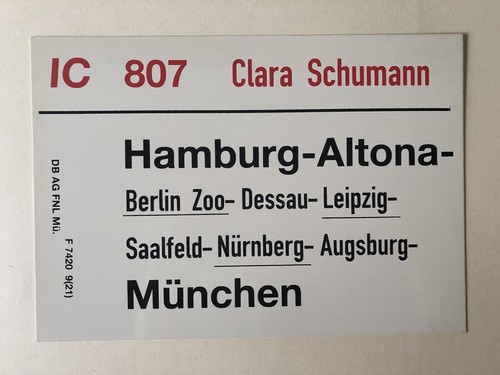 IC 807 Clara Schumann
Hamburg-Altona-
Berlin Zoo- Dessau- Leipzig-
Saalfeld- Nürnberg- Augsburg-
München
DB AG FNL Mü. F 7420 9(21)